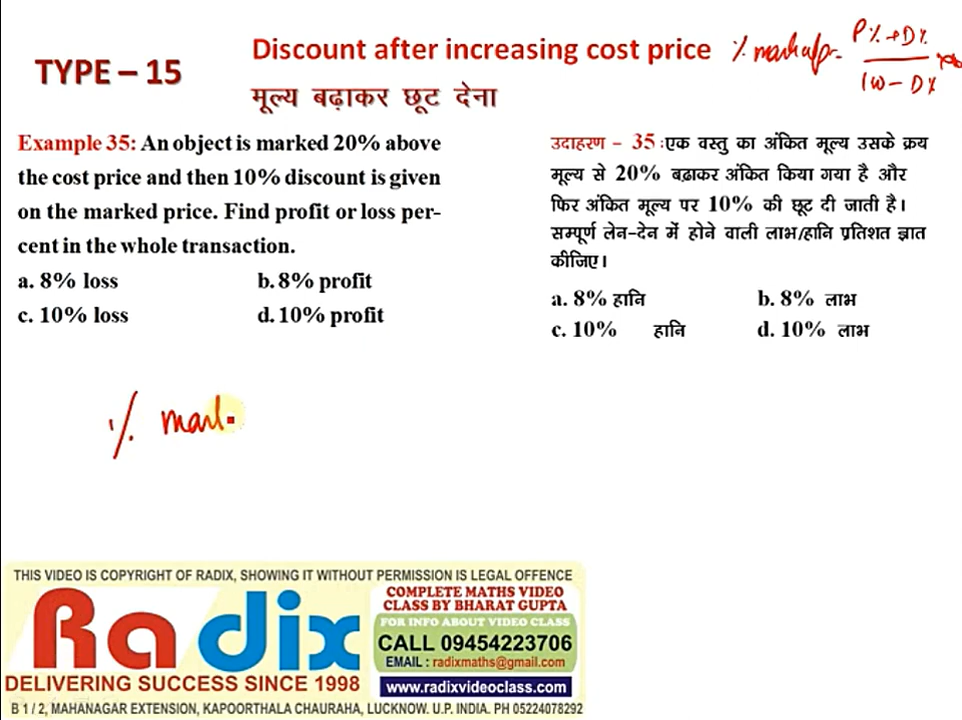 TYPE – 15
Discount after increasing cost price
% markup = P% + D% / 100 – D% × 100
मूल्य बढ़ाकर छूट देना
Example 35: An object is marked 20% above
the cost price and then 10% discount is given
on the marked price. Find profit or loss per-
cent in the whole transaction.
a. 8% loss b. 8% profit
c. 10% loss d. 10% profit
उदाहरण – 35 : एक वस्तु का अंकित मूल्य उसके क्रय
मूल्य से 20% बढ़ाकर अंकित किया गया है और
फिर अंकित मूल्य पर 10% की छूट दी जाती है।
सम्पूर्ण लेन-देन में होने वाली लाभ/हानि प्रतिशत ज्ञात
कीजिए।
a. 8% हानि b. 8% लाभ
c. 10% हानि d. 10% लाभ
% mar
THIS VIDEO IS COPYRIGHT OF RADIX, SHOWING IT WITHOUT PERMISSION IS LEGAL OFFENCE
Radix
DELIVERING SUCCESS SINCE 1998
COMPLETE MATHS VIDEO
CLASS BY BHARAT GUPTA
FOR INFO ABOUT VIDEO CLASS
CALL 09454223706
EMAIL : radixmaths@gmail.com
www.radixvideoclass.com
B 1 / 2, MAHANAGAR EXTENSION, KAPOORTHALA CHAURAHA, LUCKNOW. U.P. INDIA. PH 05224078292